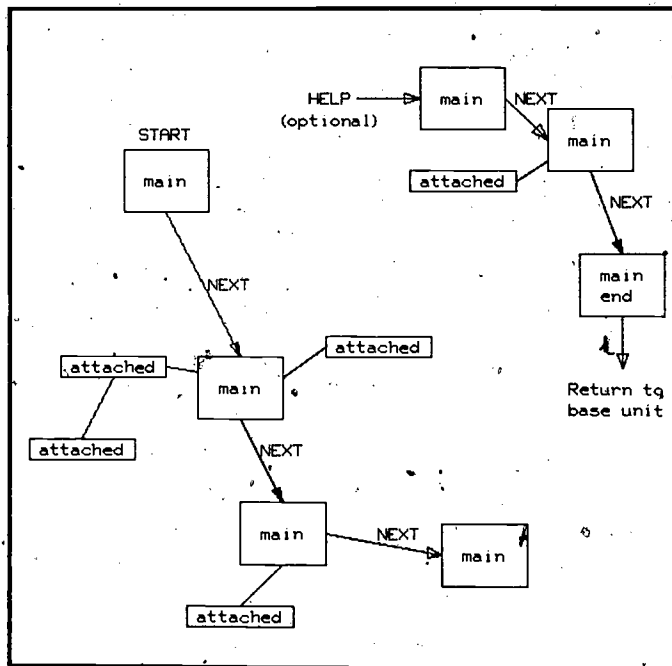 HELP
(optional)
main
NEXT
main
attached
NEXT
main
end
Return to
base unit
START
main
NEXT
attached
attached
main
attached
NEXT
main
NEXT
main
attached